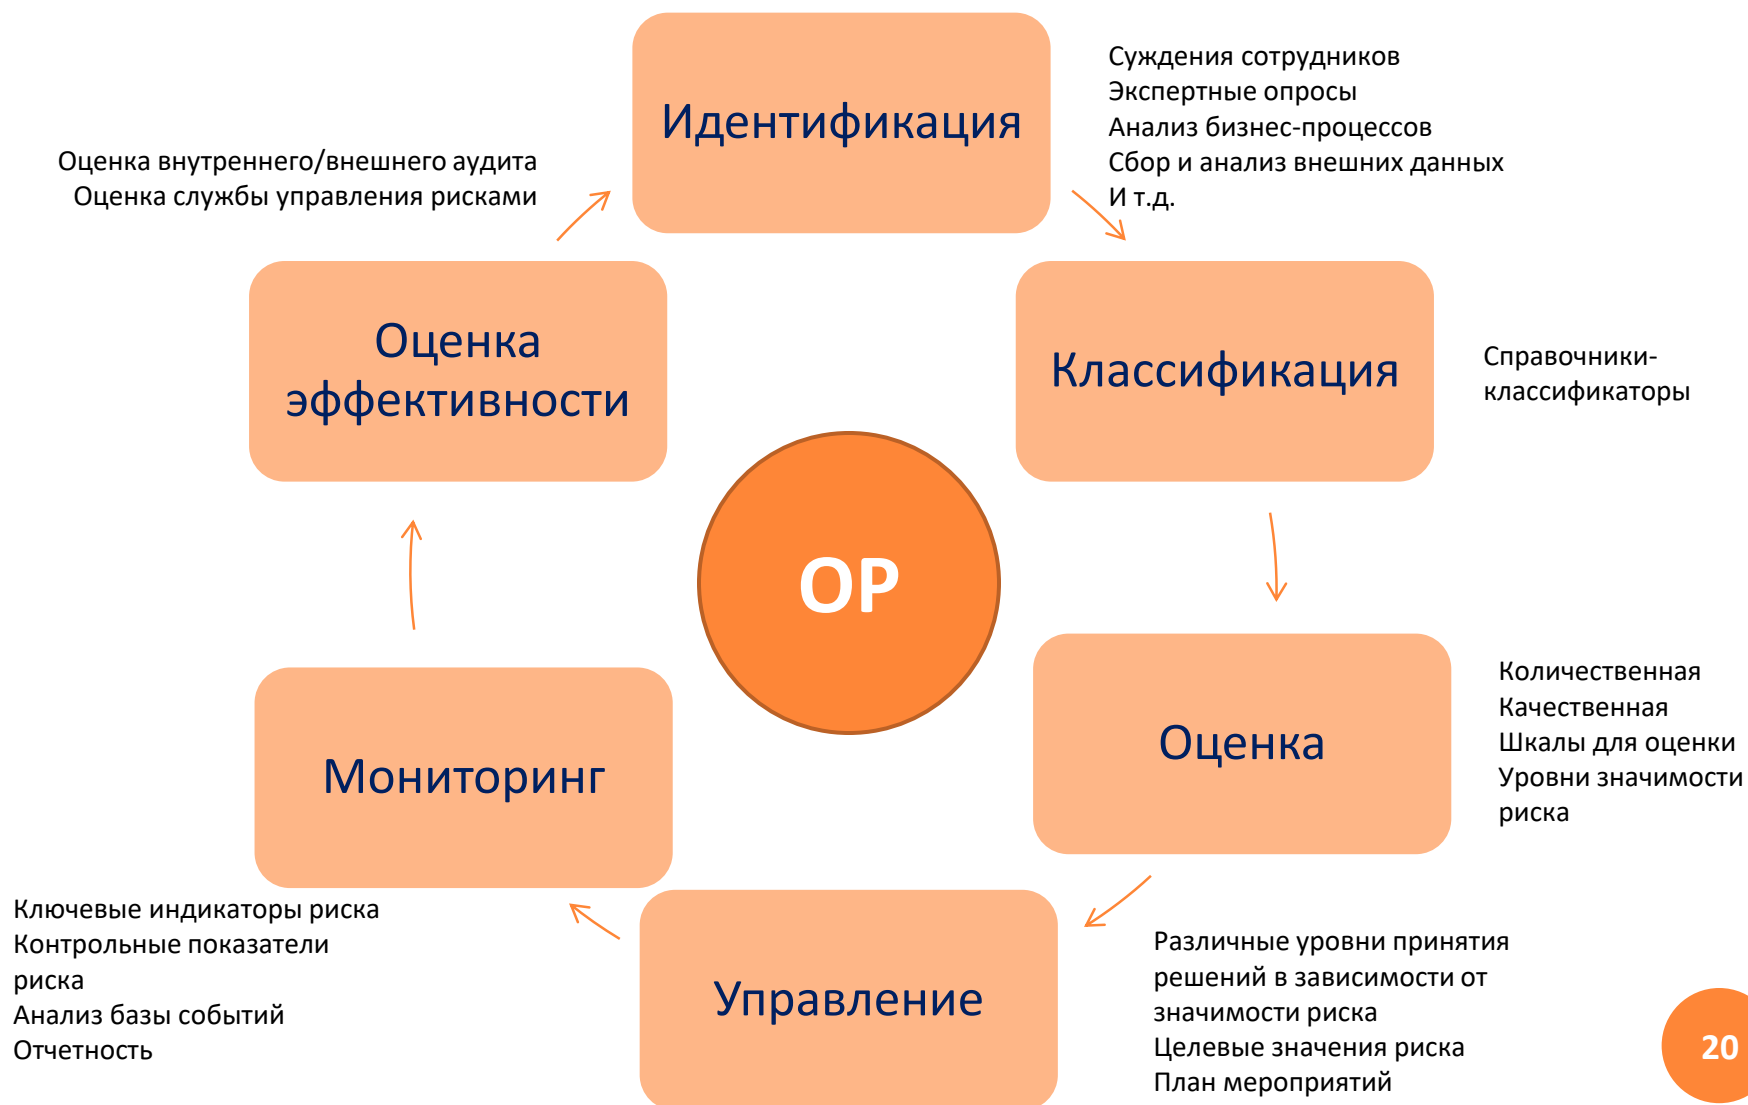 Идентификация
Суждения сотрудников
Экспертные опросы
Анализ бизнес-процессов
Сбор и анализ внешних данных
И т.д.
Классификация
Справочники-
классификаторы
Оценка
Количественная
Качественная
Шкалы для оценки
Уровни значимости
риска
Управление
Различные уровни принятия
решений в зависимости от
значимости риска
Целевые значения риска
План мероприятий
Мониторинг
Ключевые индикаторы риска
Контрольные показатели
риска
Анализ базы событий
Отчетность
Оценка
эффективности
Оценка внутреннего/внешнего аудита
Оценка службы управления рисками
ОР
20